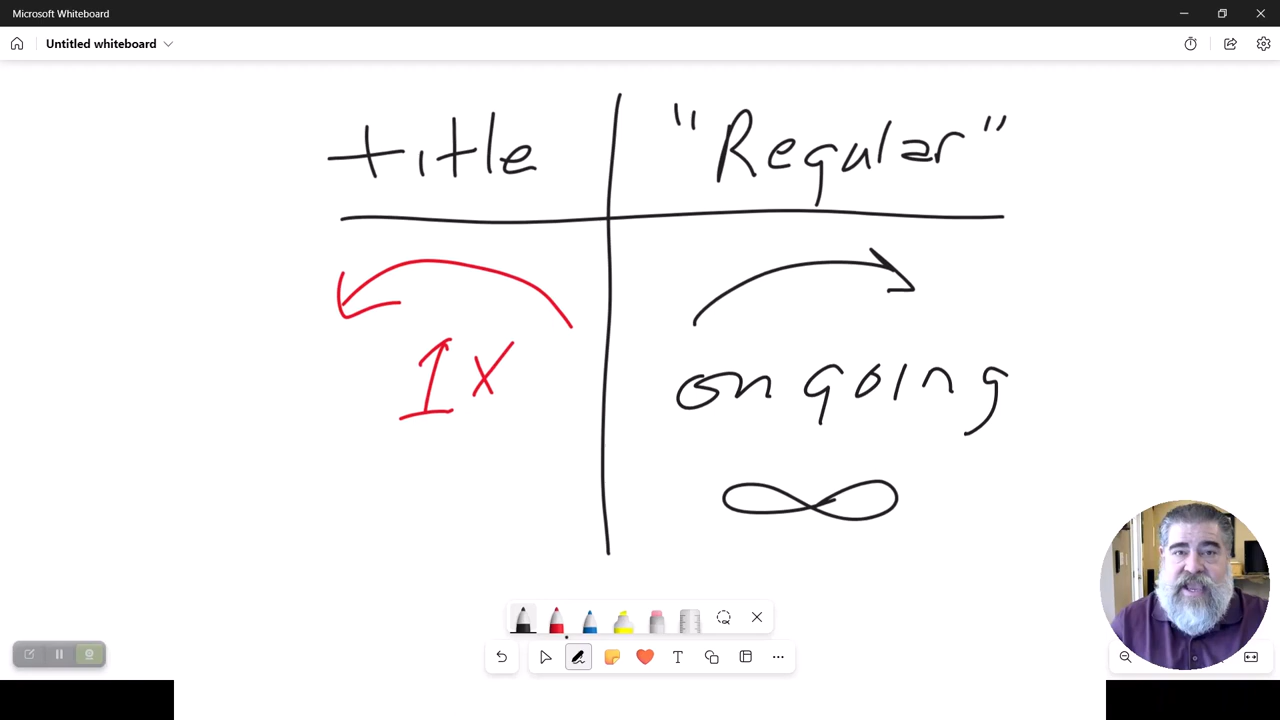 Microsoft Whiteboard
Untitled whiteboard
title
"Regular"
1x
ongoing
∞
T